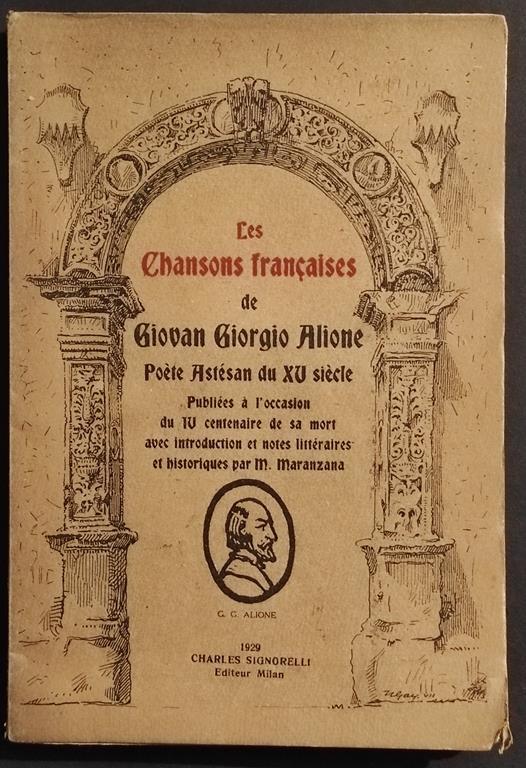 Les
Chansons françaises
de
Giovan Giorgio Alione
Poète Astésan du XV siècle
Publiées à l'occasion
du IV centenaire de sa mort
avec introduction et notes littéraires
et historiques par M. Maranzana
G. G. ALIONE
1929
CHARLES SIGNORELLI
Editeur Milan